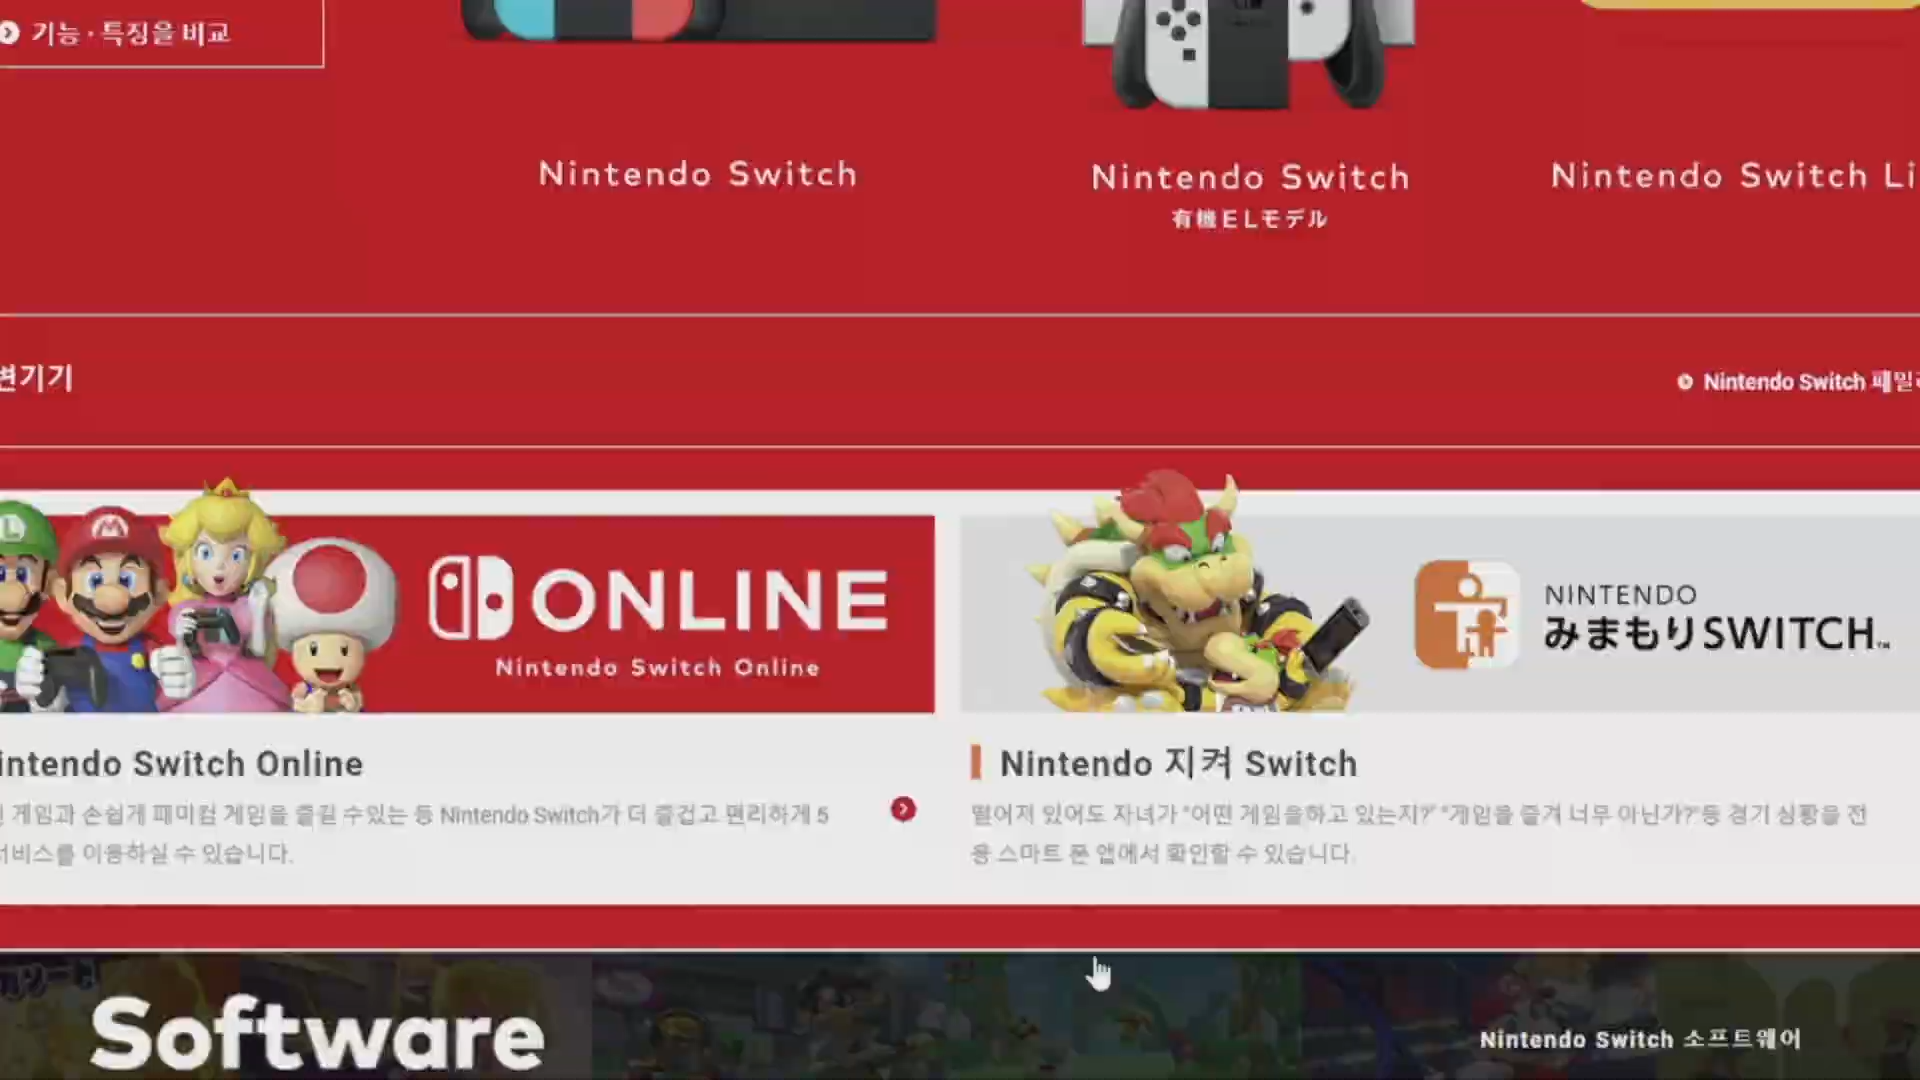 기능·특징을 비교
Nintendo Switch
Nintendo Switch
有機ELモデル
Nintendo Switch Li
변기기
Nintendo Switch 패밀리
ONLINE
Nintendo Switch Online
NINTENDO
みまもりSWITCH
intendo Switch Online
게임과 손쉽게 패미컴 게임을 즐길 수있는 등 Nintendo Switch가 더 즐겁고 편리하게 5
서비스를 이용하실 수 있습니다.
Nintendo 지켜 Switch
떨어져 있어도 자녀가 "어떤 게임을하고 있는지?" "게임을 즐겨 너무 아닌가?"등 경기 상황을 전
용 스마트 폰 앱에서 확인할 수 있습니다.
Software
Nintendo Switch 소프트웨어